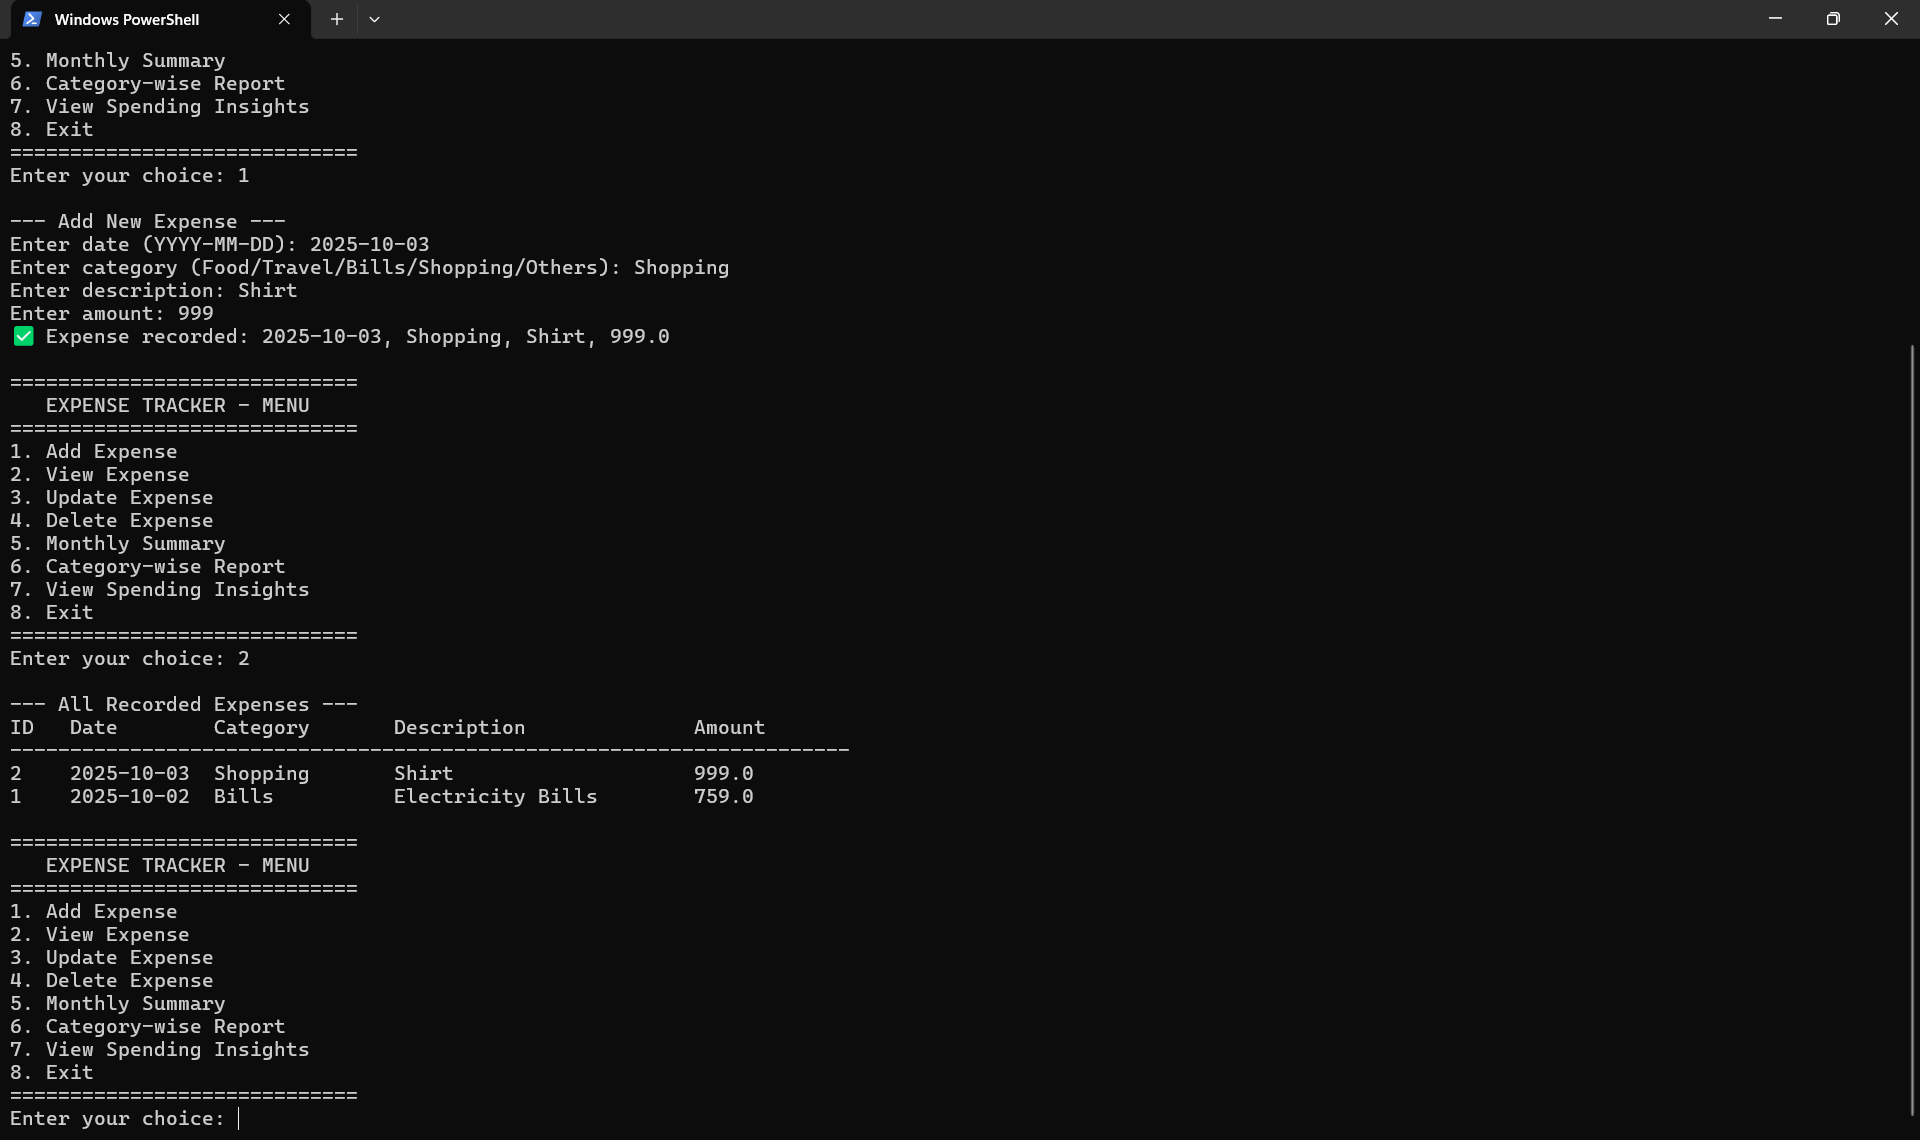 Windows PowerShell
5. Monthly Summary
6. Category-wise Report
7. View Spending Insights
8. Exit
=============================
Enter your choice: 1
--- Add New Expense ---
Enter date (YYYY-MM-DD): 2025-10-03
Enter category (Food/Travel/Bills/Shopping/Others): Shopping
Enter description: Shirt
Enter amount: 999
✅ Expense recorded: 2025-10-03, Shopping, Shirt, 999.0
=============================
   EXPENSE TRACKER - MENU
=============================
1. Add Expense
2. View Expense
3. Update Expense
4. Delete Expense
5. Monthly Summary
6. Category-wise Report
7. View Spending Insights
8. Exit
=============================
Enter your choice: 2
--- All Recorded Expenses ---
ID   Date        Category       Description              Amount
----------------------------------------------------------------------
2    2025-10-03  Shopping       Shirt                    999.0
1    2025-10-02  Bills          Electricity Bills        759.0
=============================
   EXPENSE TRACKER - MENU
=============================
1. Add Expense
2. View Expense
3. Update Expense
4. Delete Expense
5. Monthly Summary
6. Category-wise Report
7. View Spending Insights
8. Exit
=============================
Enter your choice: